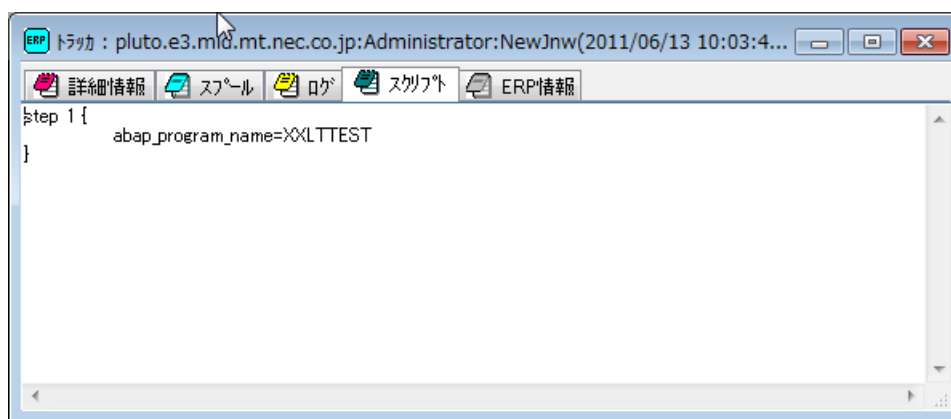 ERP ﾄﾗｯｶ : pluto.e3.mid.mt.nec.co.jp:Administrator:NewJnw(2011/06/13 10:03:4...
詳細情報 ｽﾌﾟｰﾙ ﾛｸﾞ ｽｸﾘﾌﾟﾄ ERP情報
step 1 {
abap_program_name=XXLTTEST
}